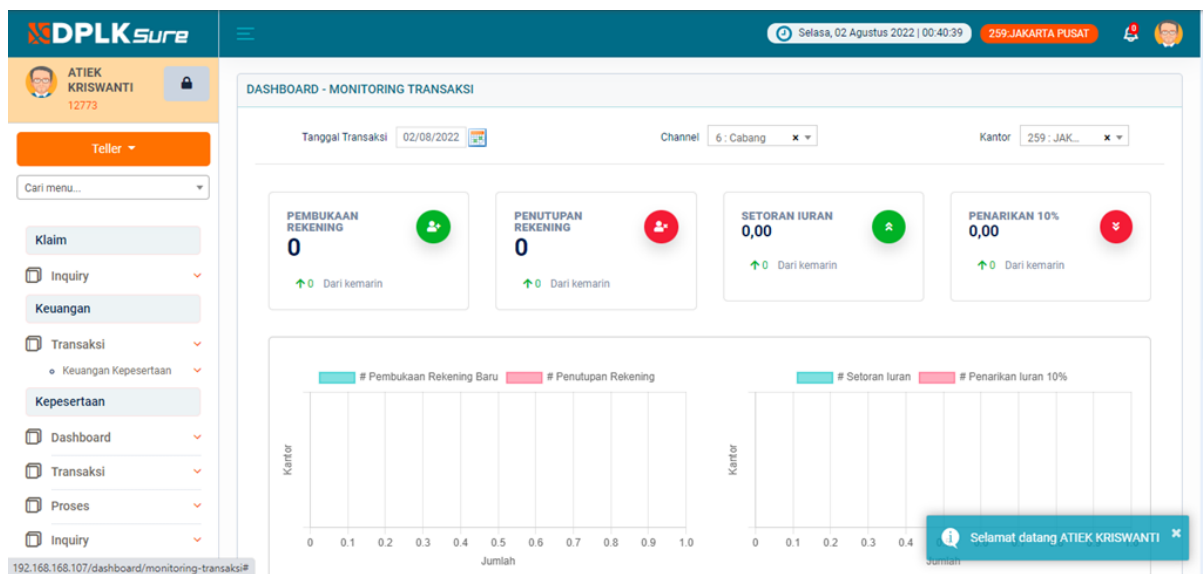 DPLKSure
Selasa, 02 Agustus 2022 | 00:40:39
259:JAKARTA PUSAT
0
ATIEK
KRISWANTI
12773
Teller
Cari menu...
Klaim
Inquiry
Keuangan
Transaksi
Keuangan Kepesertaan
Kepesertaan
Dashboard
Transaksi
Proses
Inquiry
192.168.168.107/dashboard/monitoring-transaksi#
DASHBOARD - MONITORING TRANSAKSI
Tanggal Transaksi 02/08/2022
Channel 6 : Cabang x
Kantor 259 : JAK... x
PEMBUKAAN
REKENING
0
0 Dari kemarin
PENUTUPAN
REKENING
0
0 Dari kemarin
SETORAN IURAN
0,00
0 Dari kemarin
PENARIKAN 10%
0,00
0 Dari kemarin
# Pembukaan Rekening Baru # Penutupan Rekening
Kantor
0 0.1 0.2 0.3 0.4 0.5 0.6 0.7 0.8 0.9 1.0
Jumlah
# Setoran Iuran # Penarikan Iuran 10%
Kantor
0 0.1 0.2 0.3 0.4
Jumlah
Selamat datang ATIEK KRISWANTI x